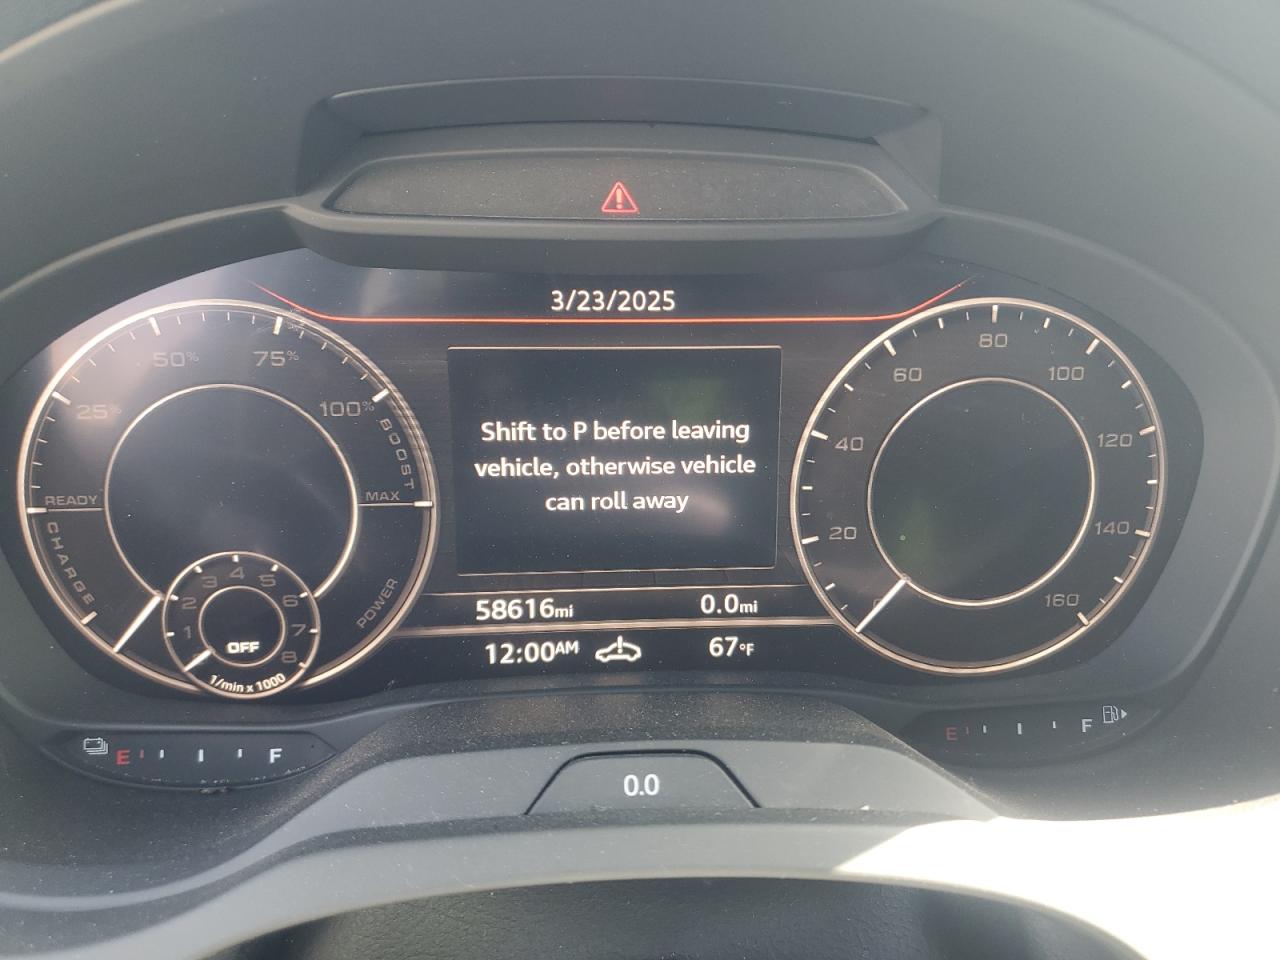 3/23/2025
25%
50%
75%
100%
BOOST
READY
MAX
CHARGE
POWER
1 2 3 4 5 6 7 8
OFF
1/min x 1000
Shift to P before leaving
vehicle, otherwise vehicle
can roll away
58616mi
0.0mi
12:00AM
67°F
20
40
60
80
100
120
140
160
E F
E F
0.0